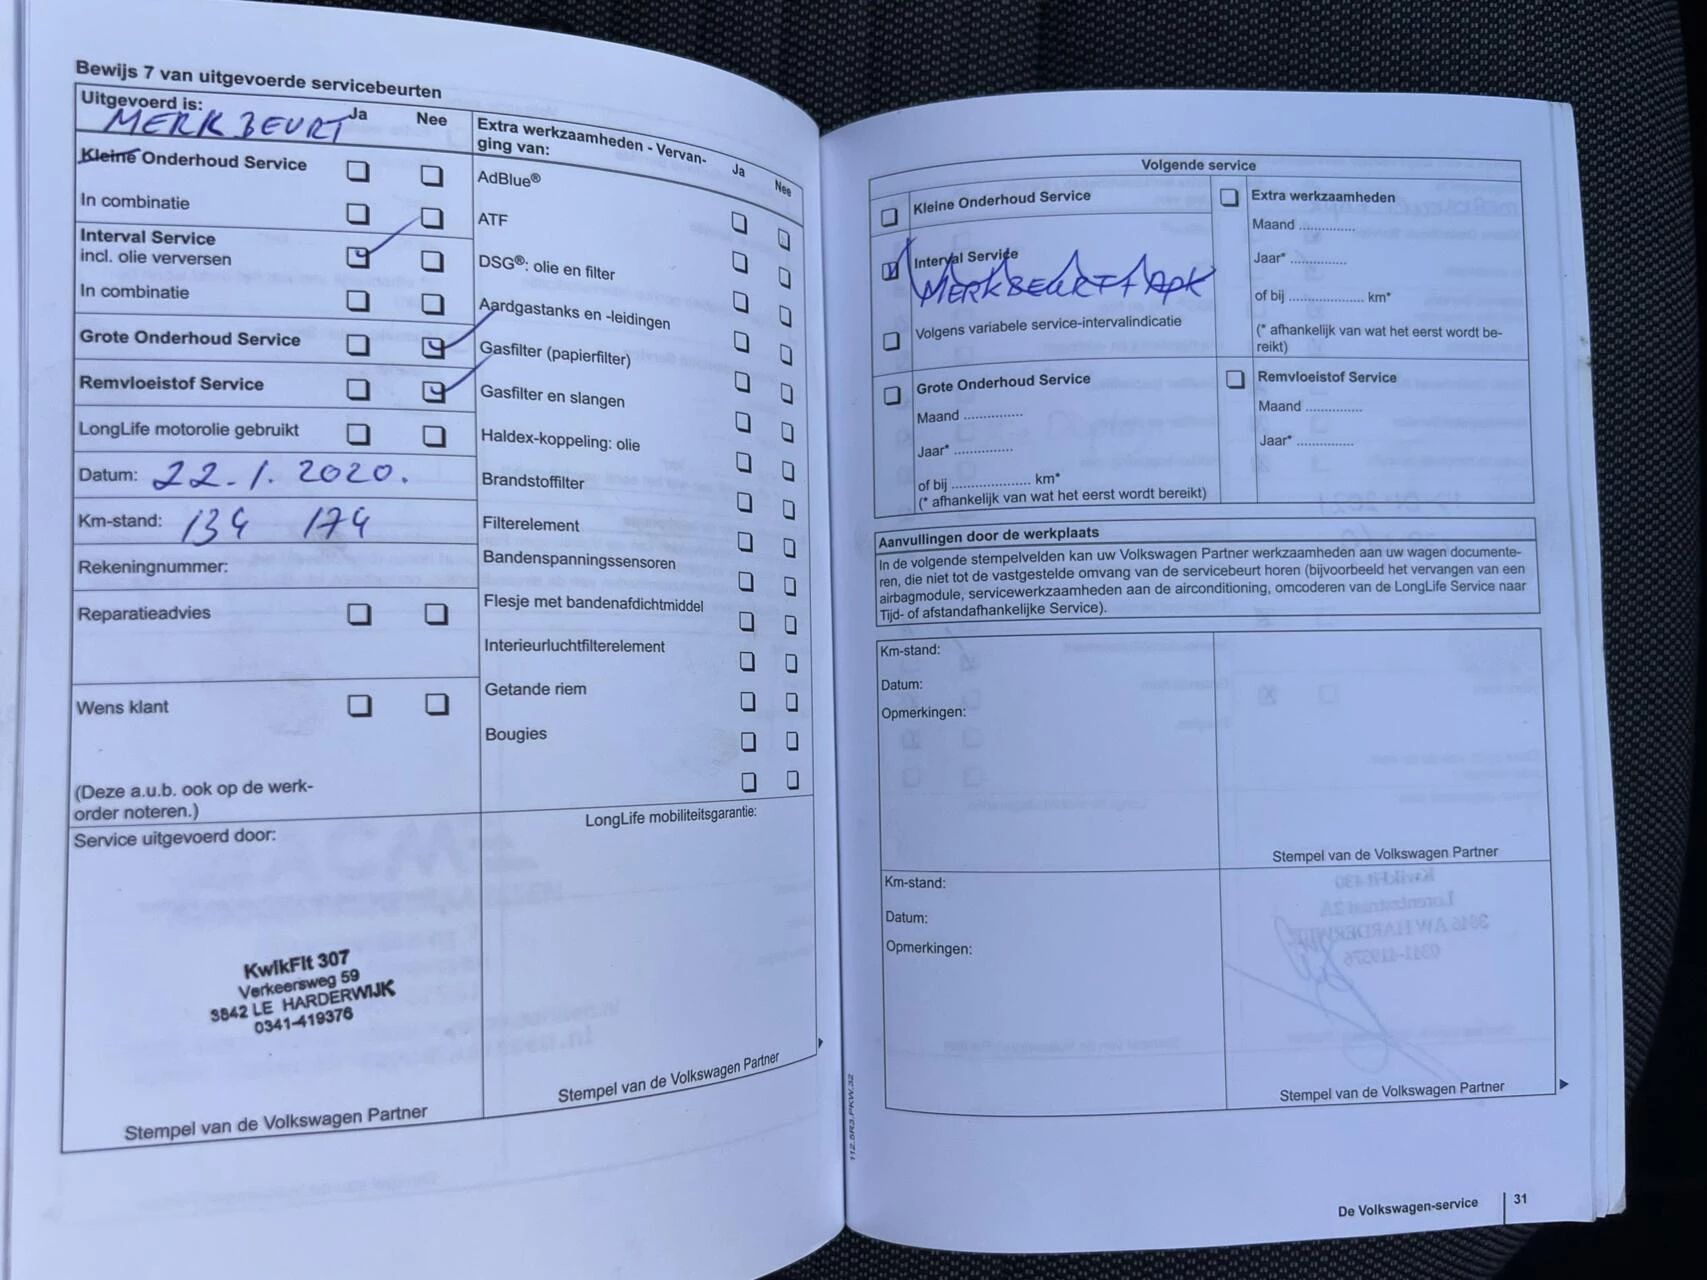 Bewijs 7 van uitgevoerde servicebeurten
Uitgevoerd is:
Ja
Nee
MERKBEURT
Kleine Onderhoud Service
In combinatie
Interval Service
incl. olie verversen
In combinatie
Grote Onderhoud Service
Remvloeistof Service
LongLife motorolie gebruikt
Datum: 22.1.2020.
Km-stand: 134 174
Rekeningnummer:
Reparatieadvies
Wens klant
(Deze a.u.b. ook op de werk-
order noteren.)
Service uitgevoerd door:
KwikFit 307
Verkeersweg 59
3842 LE HARDERWIJK
0341-419376
Stempel van de Volkswagen Partner
Extra werkzaamheden - Vervan-
ging van:
Ja
Nee
AdBlue®
ATF
DSG®: olie en filter
Aardgastanks en -leidingen
Gasfilter (papierfilter)
Gasfilter en slangen
Haldex-koppeling: olie
Brandstoffilter
Filterelement
Bandenspanningssensoren
Flesje met bandenafdichtmiddel
Interieurluchtfilterelement
Getande riem
Bougies
LongLife mobiliteitsgarantie:
Stempel van de Volkswagen Partner
112.5R3.PKW.32
Volgende service
Kleine Onderhoud Service
Interval Service
MERKBEURT + APK
Volgens variabele service-intervalindicatie
Grote Onderhoud Service
Maand ...............
Jaar* ...............
of bij .................... km*
(* afhankelijk van wat het eerst wordt bereikt)
Extra werkzaamheden
Maand ...............
Jaar* ...............
of bij .................... km*
(* afhankelijk van wat het eerst wordt be-
reikt)
Remvloeistof Service
Maand ...............
Jaar* ...............
Aanvullingen door de werkplaats
In de volgende stempelvelden kan uw Volkswagen Partner werkzaamheden aan uw wagen documente-
ren, die niet tot de vastgestelde omvang van de servicebeurt horen (bijvoorbeeld het vervangen van een
airbagmodule, servicewerkzaamheden aan de airconditioning, omcoderen van de LongLife Service naar
Tijd- of afstandafhankelijke Service).
Km-stand:
Datum:
Opmerkingen:
Stempel van de Volkswagen Partner
Km-stand:
Datum:
Opmerkingen:
Stempel van de Volkswagen Partner
De Volkswagen-service
31